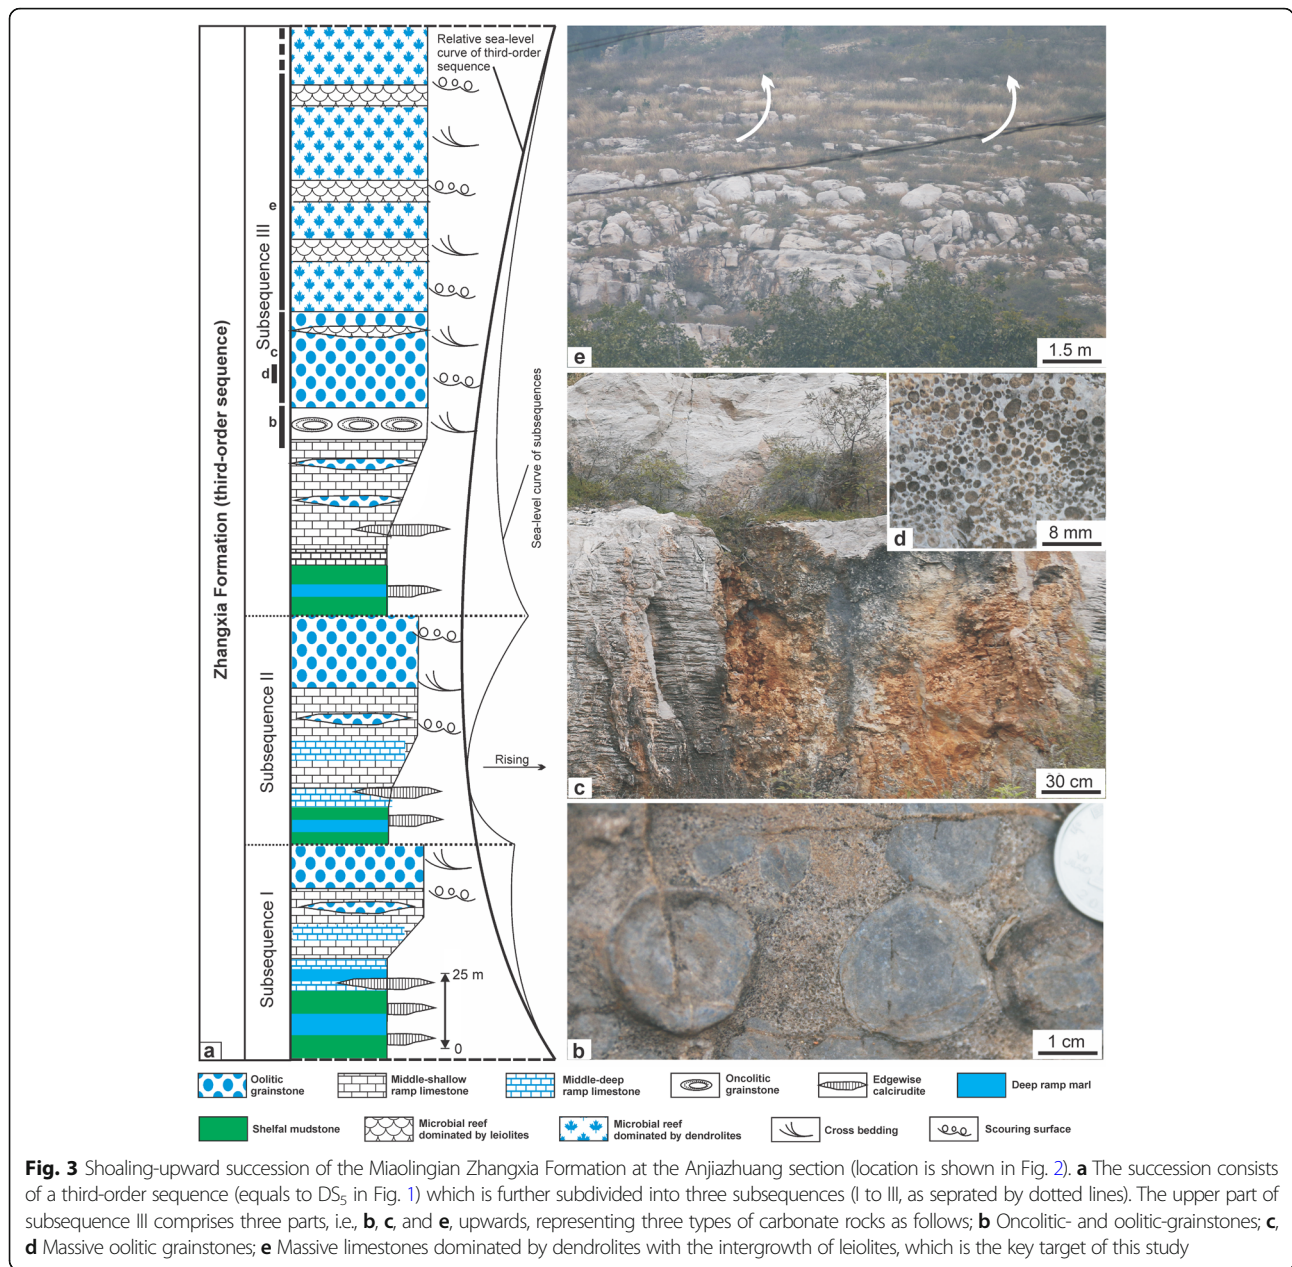 Zhangxia Formation (third-order sequence)
Subsequence III
Subsequence II
Subsequence I
e
c
d
b
a
Relative sea-level
curve of third-order
sequence
Sea-level curve of subsequences
Rising
25 m
0
e
1.5 m
d
8 mm
c
30 cm
b
1 cm
Oolitic
grainstone
Middle-shallow
ramp limestone
Middle-deep
ramp limestone
Oncolitic
grainstone
Edgewise
calcirudite
Deep ramp marl
Shelfal mudstone
Microbial reef
dominated by leiolites
Microbial reef
dominated by dendrolites
Cross bedding
Scouring surface
Fig. 3 Shoaling-upward succession of the Miaolingian Zhangxia Formation at the Anjiazhuang section (location is shown in Fig. 2). a The succession consists
of a third-order sequence (equals to DS5 in Fig. 1) which is further subdivided into three subsequences (I to III, as seprated by dotted lines). The upper part of
subsequence III comprises three parts, i.e., b, c, and e, upwards, representing three types of carbonate rocks as follows; b Oncolitic- and oolitic-grainstones; c,
d Massive oolitic grainstones; e Massive limestones dominated by dendrolites with the intergrowth of leiolites, which is the key target of this study